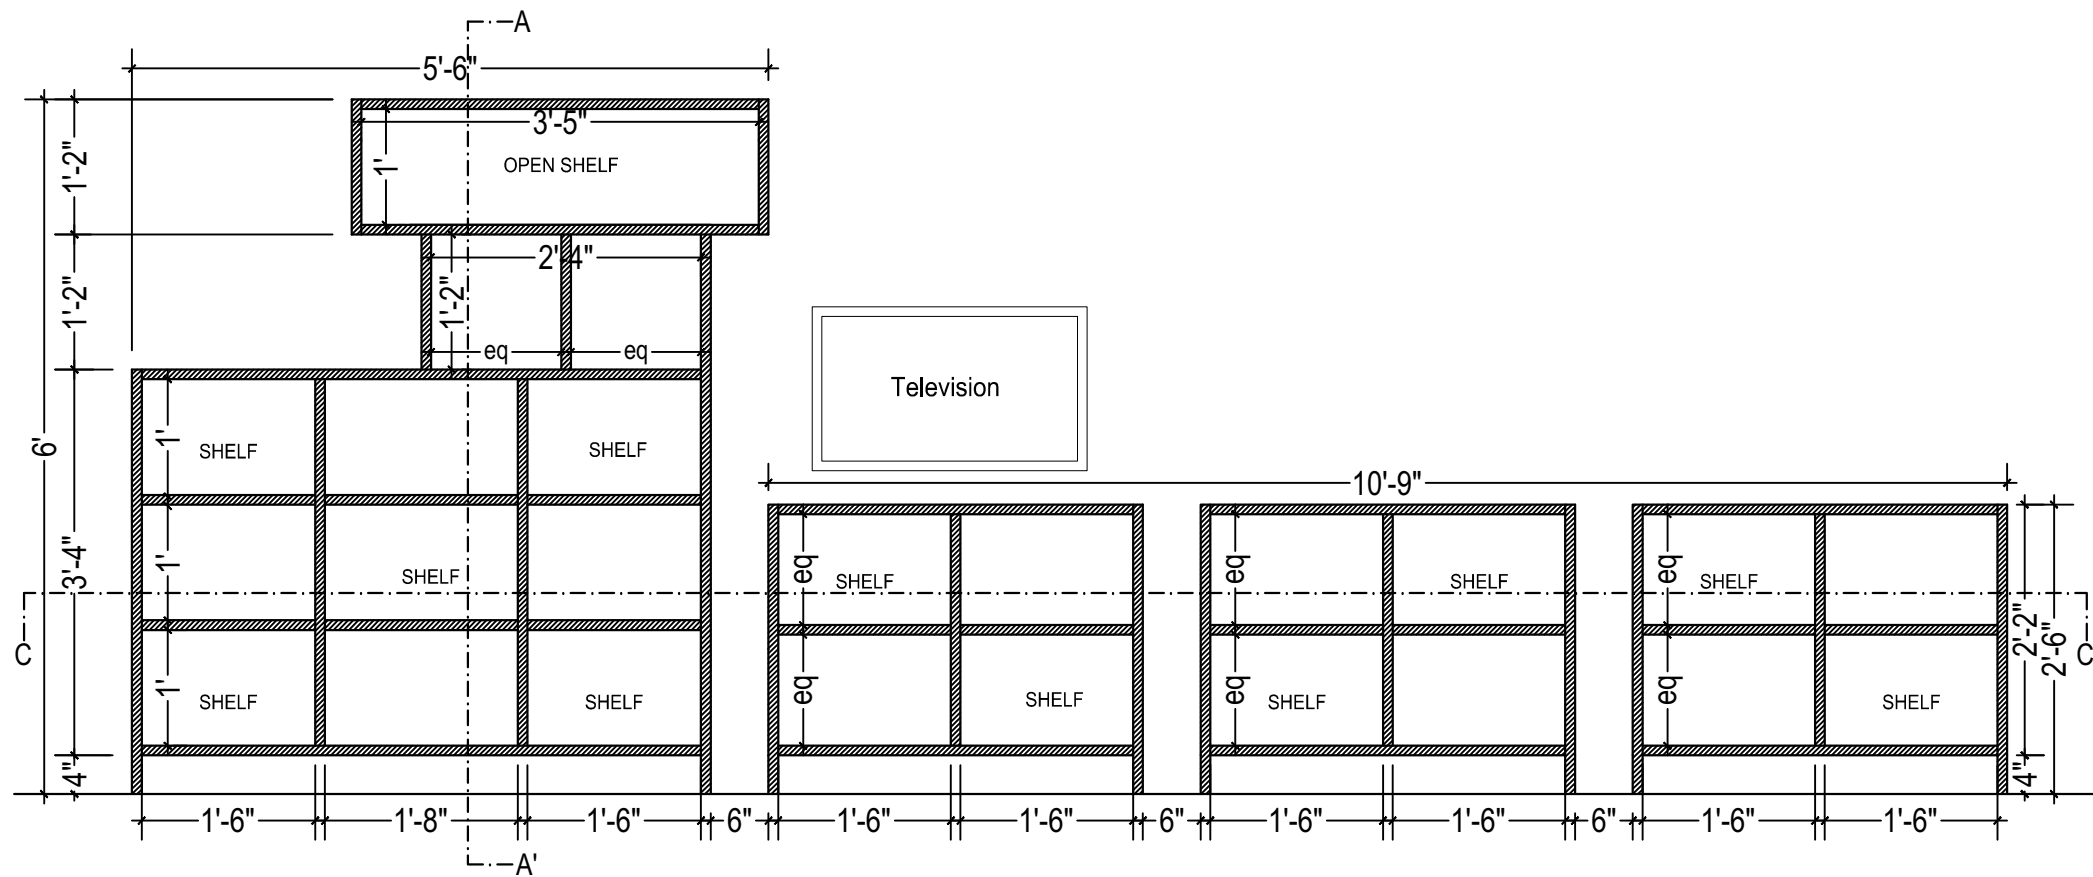 A
5'-6"
3'-5"
1'-2"
1'
OPEN SHELF
2'-4"
1'-2"
1'-2"
eq
eq
Television
6'
1'
SHELF
SHELF
10'-9"
3'-4"
1'
SHELF
eq
SHELF
eq
SHELF
eq
SHELF
2'-2"
2'-6"
C
C
1'
SHELF
SHELF
eq
SHELF
eq
SHELF
eq
SHELF
4"
4"
1'-6"
1'-8"
1'-6"
6"
1'-6"
1'-6"
6"
1'-6"
1'-6"
6"
1'-6"
1'-6"
A'